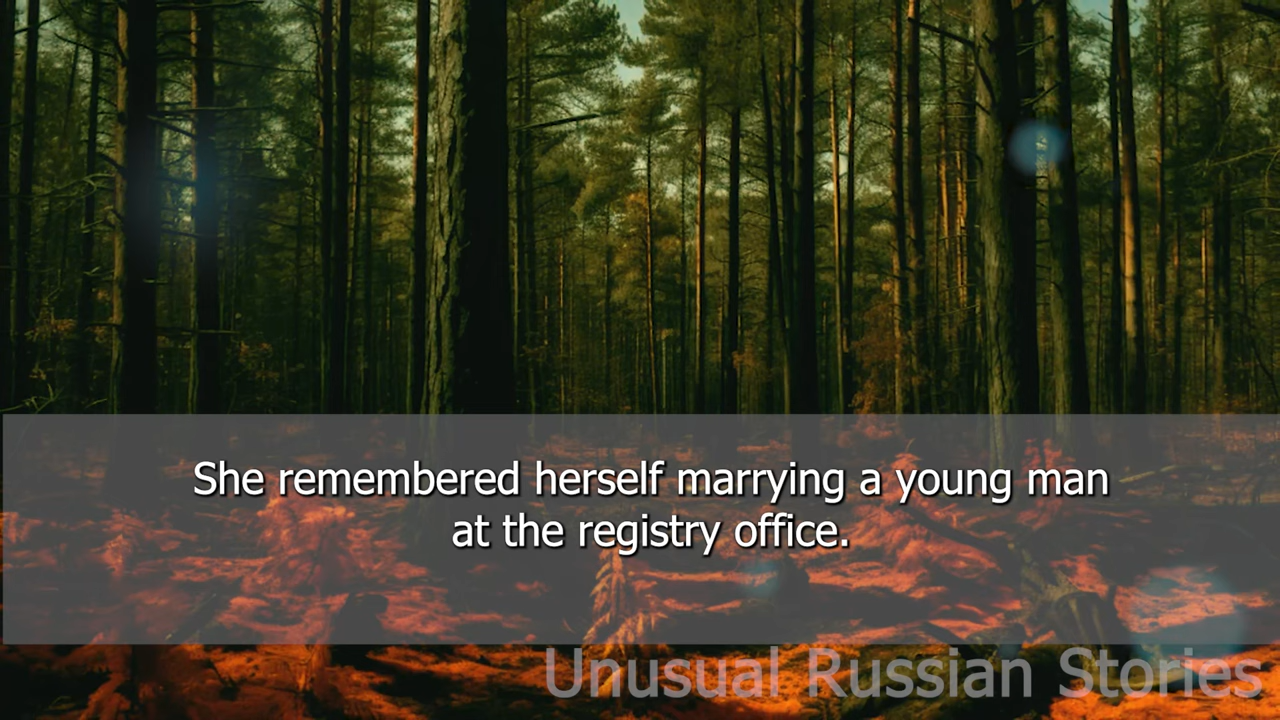 She remembered herself marrying a young man
at the registry office.
Unusual Russian Stories